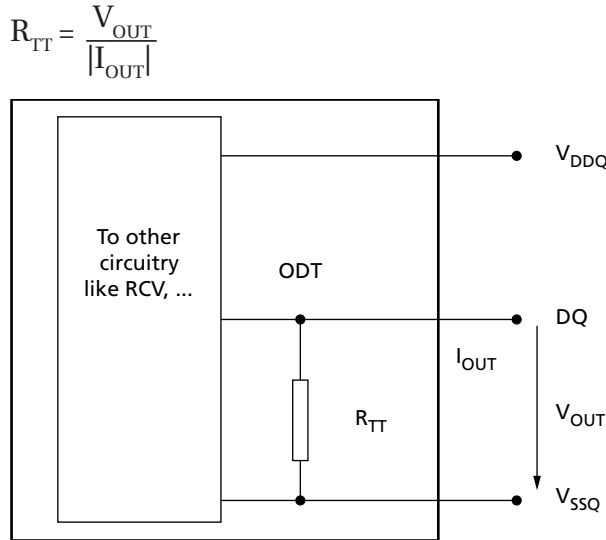 R_TT = V_OUT / |I_OUT|
V_DDQ
To other
circuitry
like RCV, ...
ODT
DQ
I_OUT
R_TT
V_OUT
V_SSQ